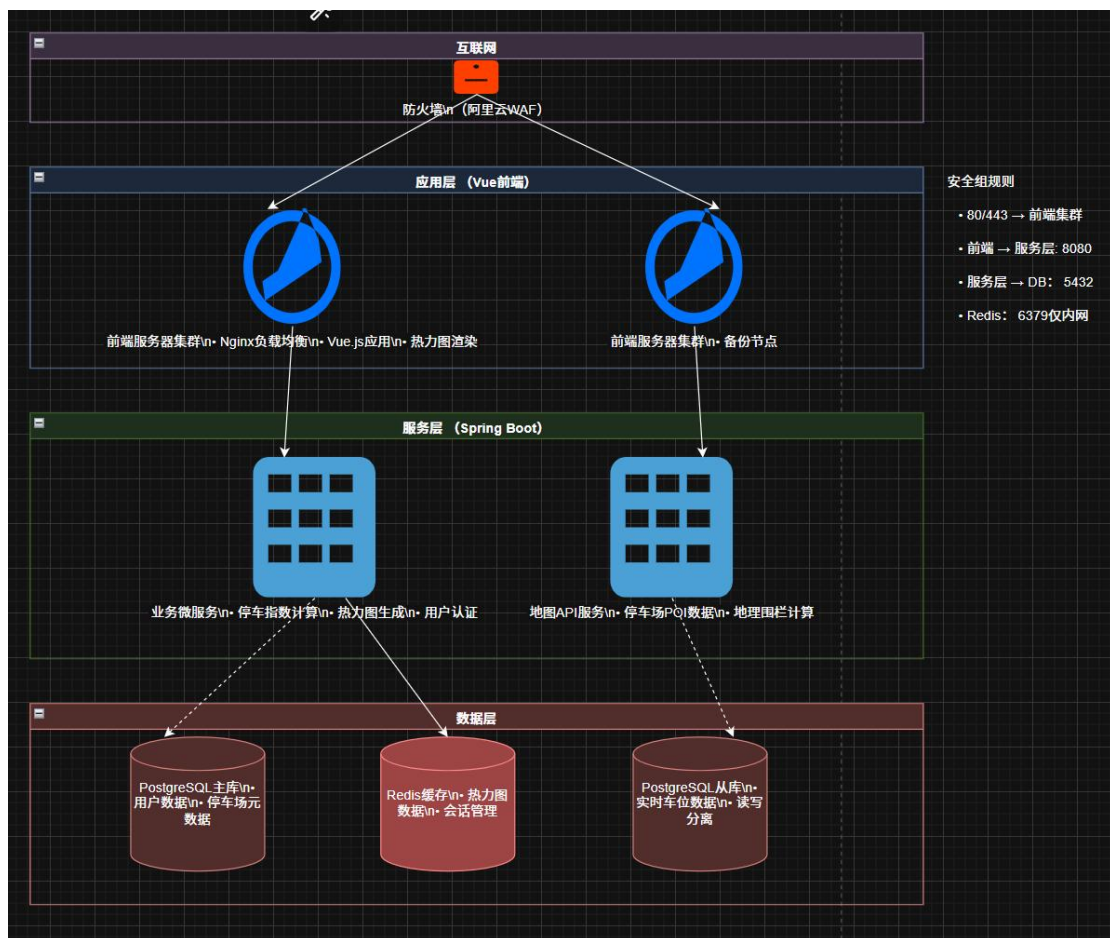 互联网
防火墙\n（阿里云WAF）
应用层 （Vue前端）
前端服务器集群\n• Nginx负载均衡\n• Vue.js应用\n• 热力图渲染
前端服务器集群\n• 备份节点
安全组规则
• 80/443 → 前端集群
• 前端 → 服务层: 8080
• 服务层 → DB： 5432
• Redis： 6379仅内网
服务层 （Spring Boot）
业务微服务\n• 停车指数计算\n• 热力图生成\n• 用户认证
地图API服务\n• 停车场POI数据\n• 地理围栏计算
数据层
PostgreSQL主库\n•
用户数据\n• 停车场元
数据
Redis缓存\n• 热力图
数据\n• 会话管理
PostgreSQL从库\n•
实时车位数据\n• 读写
分离